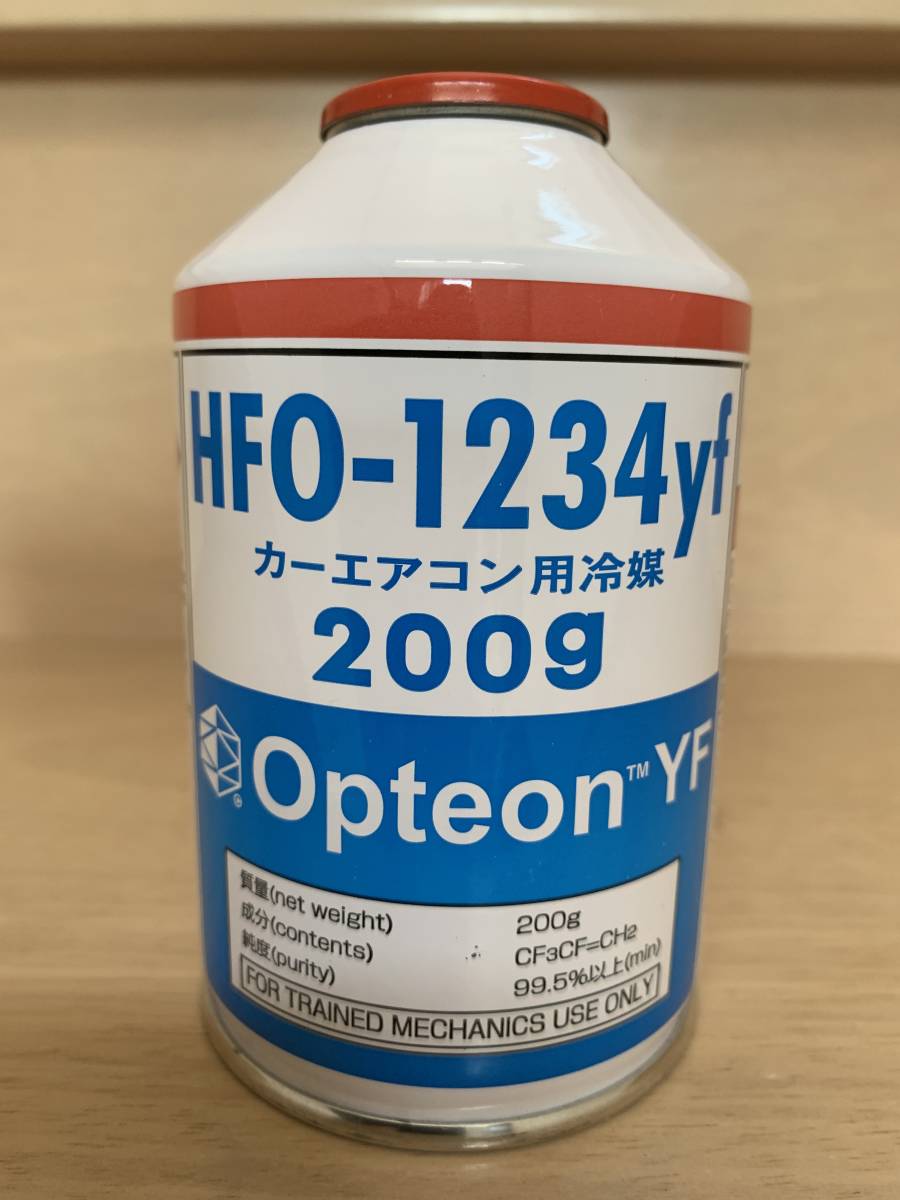 HFO-1234yf
カーエアコン用冷媒
200g
Opteon™ YF
質量(net weight) 200g
成分(contents) CF3CF=CH2
純度(purity) 99.5%以上(min)
FOR TRAINED MECHANICS USE ONLY